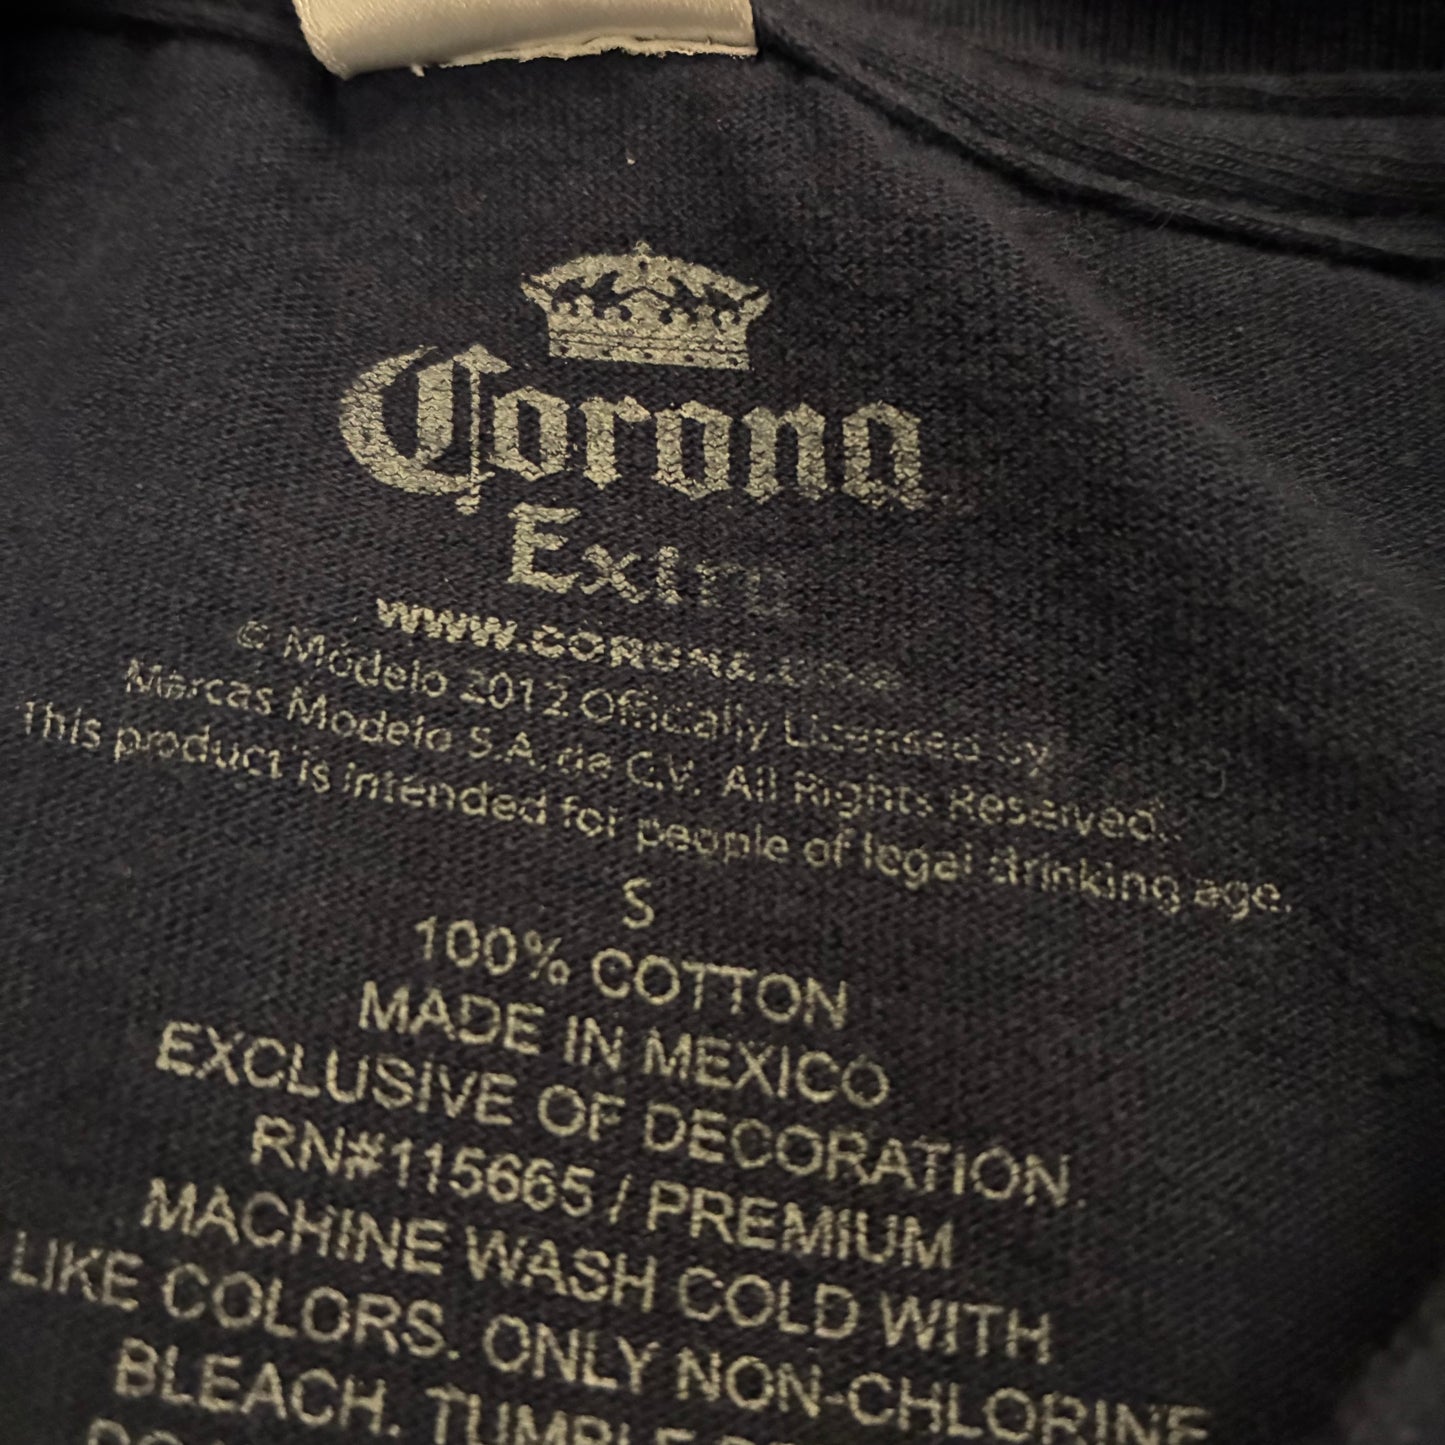 Corona
Extra
www.corona.com
© Modelo 2012 Officially Licensed by
Marcas Modelo S.A. de C.V. All Rights Reserved.
This product is intended for people of legal drinking age.
S
100% COTTON
MADE IN MEXICO
EXCLUSIVE OF DECORATION
RN#115665 / PREMIUM
MACHINE WASH COLD WITH
LIKE COLORS. ONLY NON-CHLORINE
BLEACH. TUMBLE